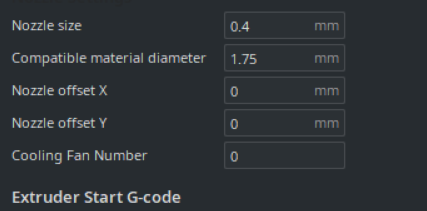 Nozzle size 0.4 mm
Compatible material diameter 1.75 mm
Nozzle offset X 0 mm
Nozzle offset Y 0 mm
Cooling Fan Number 0
Extruder Start G-code